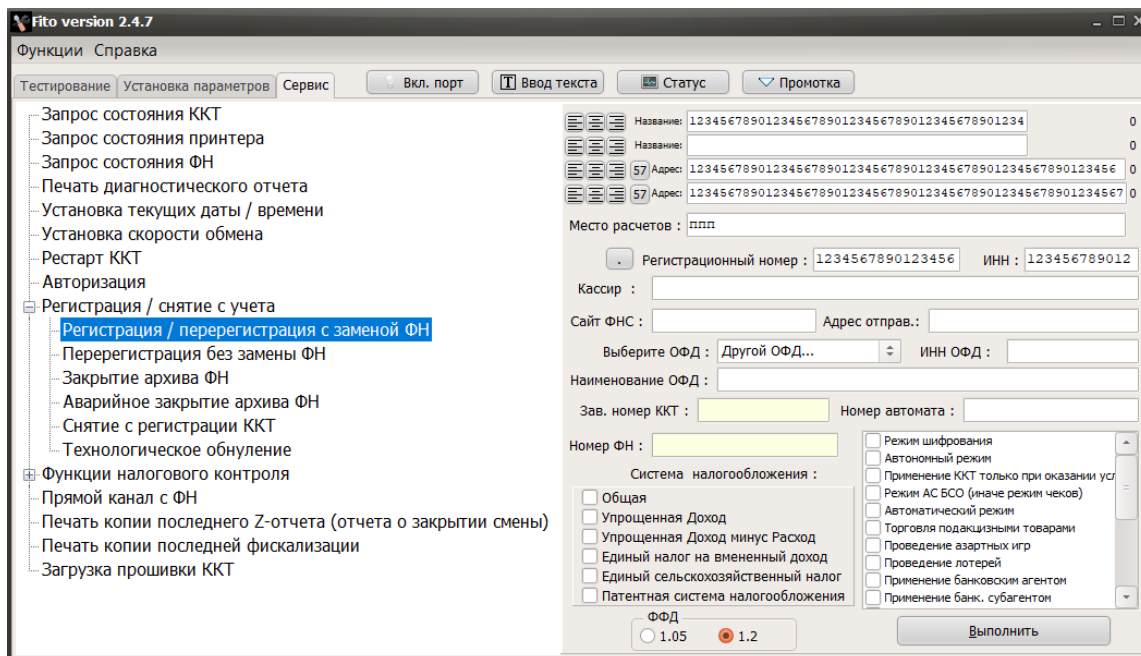 Fito version 2.4.7
Функции Справка
Тестирование Установка параметров Сервис Вкл. порт Ввод текста Статус Промотка
Запрос состояния ККТ
Запрос состояния принтера
Запрос состояния ФН
Печать диагностического отчета
Установка текущих даты / времени
Установка скорости обмена
Рестарт ККТ
Авторизация
Регистрация / снятие с учета
Регистрация / перерегистрация с заменой ФН
Перерегистрация без замены ФН
Закрытие архива ФН
Аварийное закрытие архива ФН
Снятие с регистрации ККТ
Технологическое обнуление
Функции налогового контроля
Прямой канал с ФН
Печать копии последнего Z-отчета (отчета о закрытии смены)
Печать копии последней фискализации
Загрузка прошивки ККТ
Название: 12345678901234567890123456789012345678901234 0
Название: 0
57 Адрес: 12345678901234567890123456789012345678901234567890123456 0
57 Адрес: 123456789012345678901234567890123456789012345678901234567 0
Место расчетов : ппп
. Регистрационный номер : 1234567890123456 ИНН : 123456789012
Кассир :
Сайт ФНС : Адрес отправ.:
Выберите ОФД : Другой ОФД... ИНН ОФД :
Наименование ОФД :
Зав. номер ККТ : Номер автомата :
Номер ФН :
Система налогообложения :
Общая
Упрощенная Доход
Упрощенная Доход минус Расход
Единый налог на вмененный доход
Единый сельскохозяйственный налог
Патентная система налогообложения
Режим шифрования
Автономный режим
Применение ККТ только при оказании усл
Режим АС БСО (иначе режим чеков)
Автоматический режим
Торговля подакцизными товарами
Проведение азартных игр
Проведение лотерей
Применение банковским агентом
Применение банк. субагентом
ФФД
1.05 1.2
Выполнить